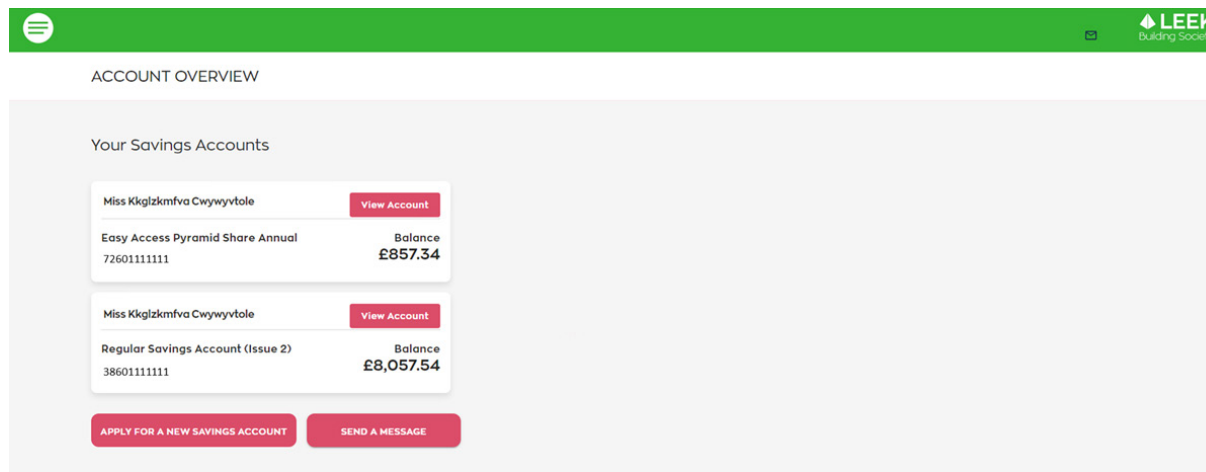 LEEK
Building Society
ACCOUNT OVERVIEW
Your Savings Accounts
Miss Kkglzkmfva Cwywyvtole
View Account
Easy Access Pyramid Share Annual
Balance
72601111111
£857.34
Miss Kkglzkmfva Cwywyvtole
View Account
Regular Savings Account (Issue 2)
Balance
38601111111
£8,057.54
APPLY FOR A NEW SAVINGS ACCOUNT
SEND A MESSAGE